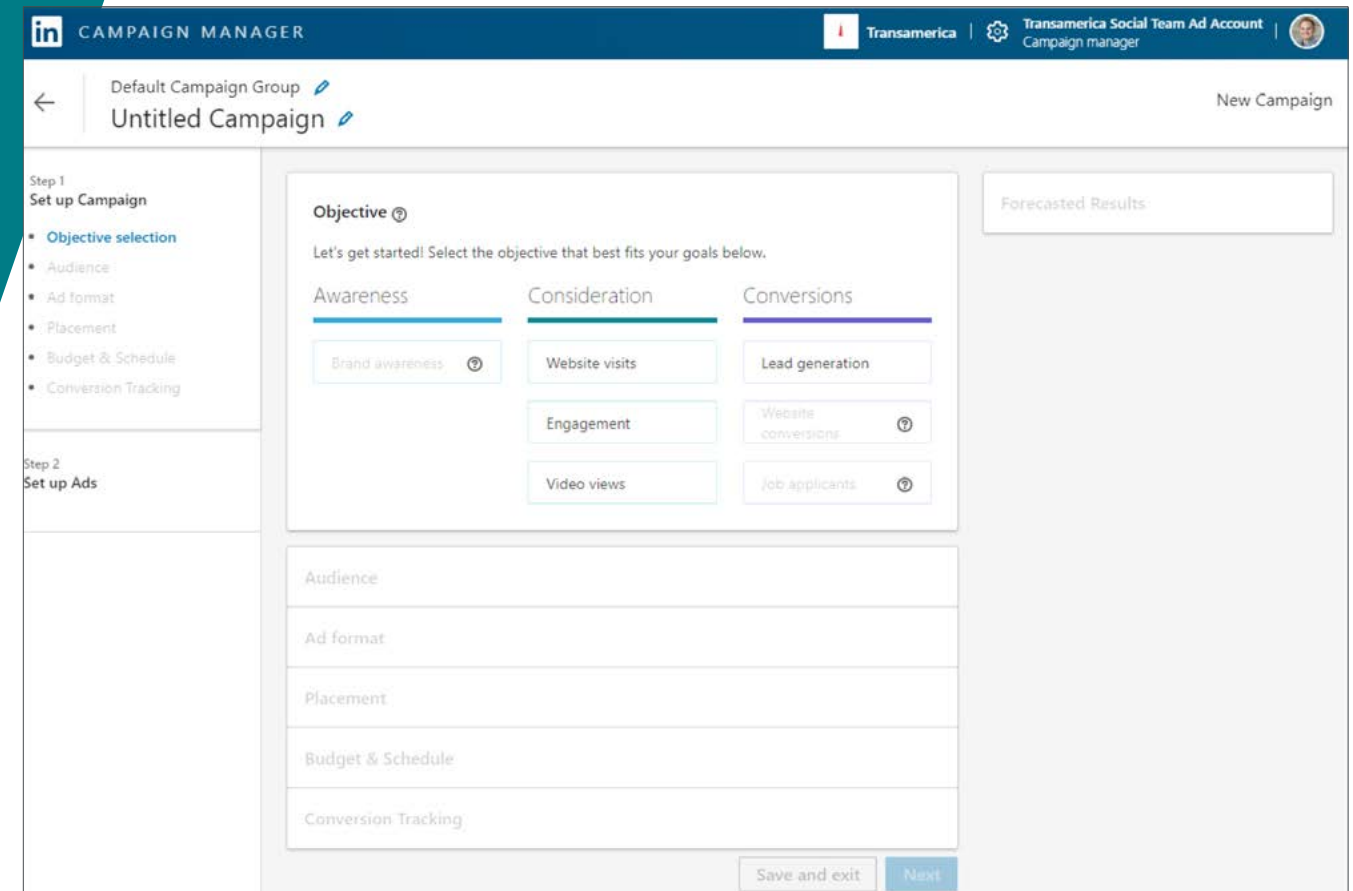 in CAMPAIGN MANAGER
Transamerica
Transamerica Social Team Ad Account
Campaign manager
Default Campaign Group
Untitled Campaign
New Campaign
Step 1
Set up Campaign
Objective selection
Audience
Ad format
Placement
Budget & Schedule
Conversion Tracking
Step 2
Set up Ads
Objective
Let's get started! Select the objective that best fits your goals below.
Awareness
Consideration
Conversions
Brand awareness
Website visits
Lead generation
Engagement
Website
conversions
Video views
Job applicants
Audience
Ad format
Placement
Budget & Schedule
Conversion Tracking
Save and exit
Next
Forecasted Results